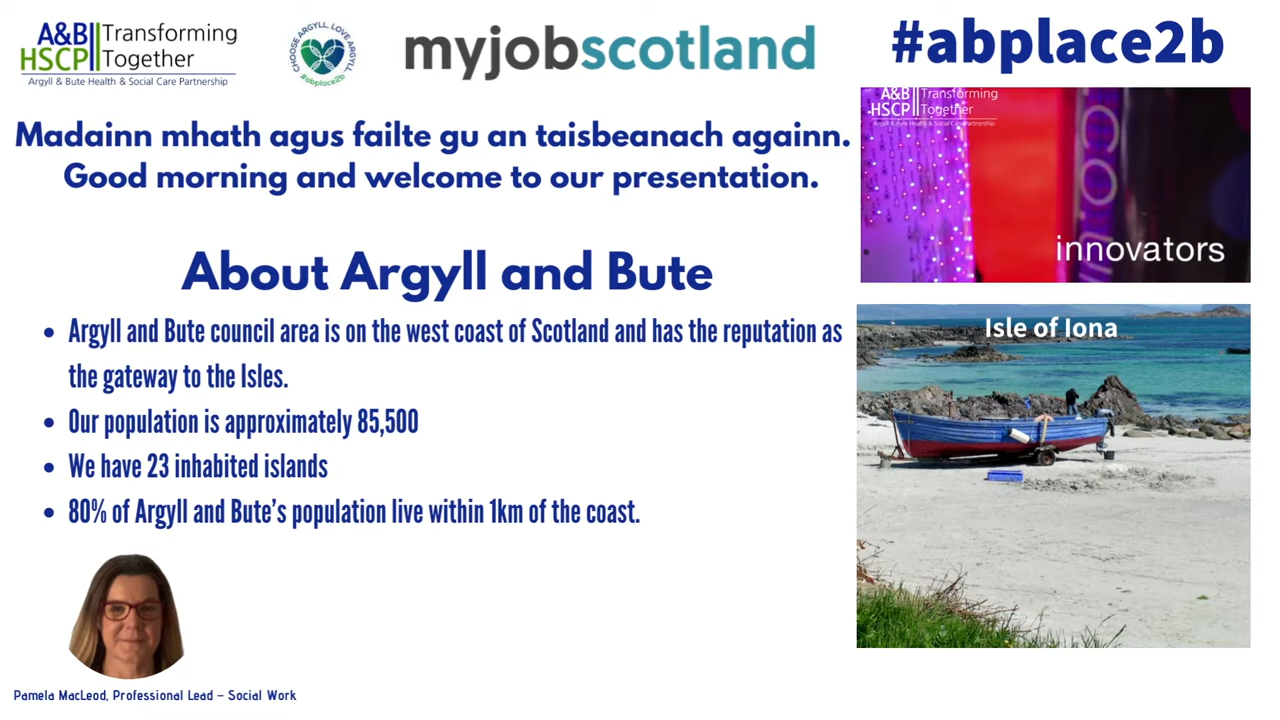 A&B Transforming
HSCP Together
Argyll & Bute Health & Social Care Partnership
CHOOSE ARGYLL, LOVE ARGYLL
#abplace2b
myjobscotland
#abplace2b
Madainn mhath agus failte gu an taisbeanach againn.
Good morning and welcome to our presentation.
About Argyll and Bute
• Argyll and Bute council area is on the west coast of Scotland and has the reputation as
the gateway to the Isles.
• Our population is approximately 85,500
• We have 23 inhabited islands
• 80% of Argyll and Bute's population live within 1km of the coast.
Pamela MacLeod, Professional Lead – Social Work
A&B Transforming
HSCP Together
Argyll & Bute Health & Social Care Partnership
innovators
Isle of Iona